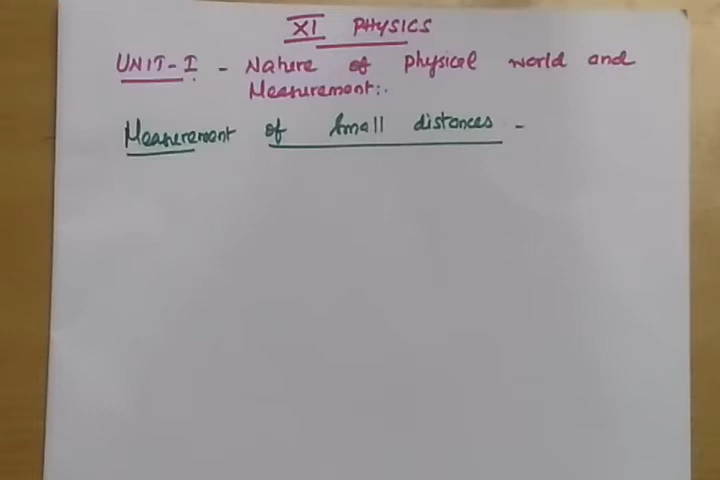 XI PHYSICS
UNIT-I - Nature of physical world and
Measurement:.
Measurement of small distances -